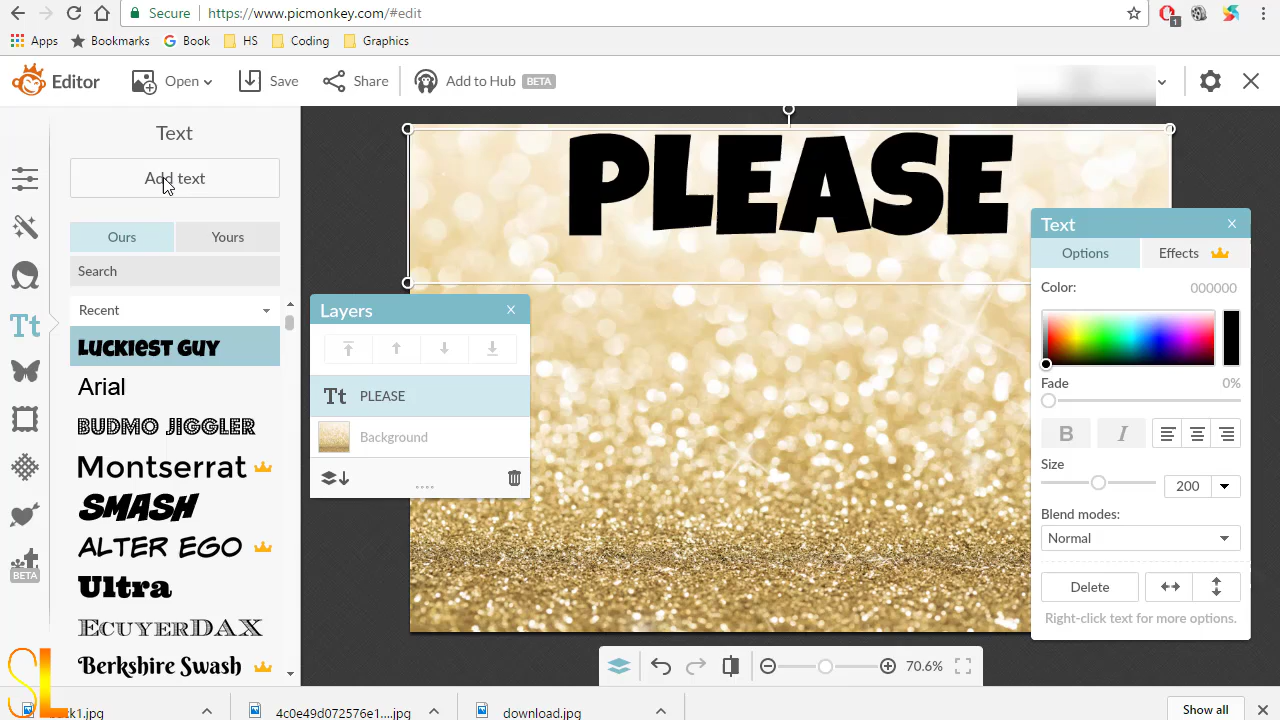 Secure https://www.picmonkey.com/#edit
Apps Bookmarks Book HS Coding Graphics
Editor Open Save Share Add to Hub BETA
Text
Add text
Ours Yours
Search
Recent
LUCKIEST GUY
Arial
BUDMO JIGGLER
Montserrat
SMASH
ALTER EGO
Ultra
ECUYERDAX
Berkshire Swash
BETA
PLEASE
Layers
Tt PLEASE
Background
Text
Options Effects
Color: 000000
Fade 0%
B I
Size
200
Blend modes:
Normal
Delete
Right-click text for more options.
70.6%
SL
4c0e49d072576e1....jpg download.jpg Show all